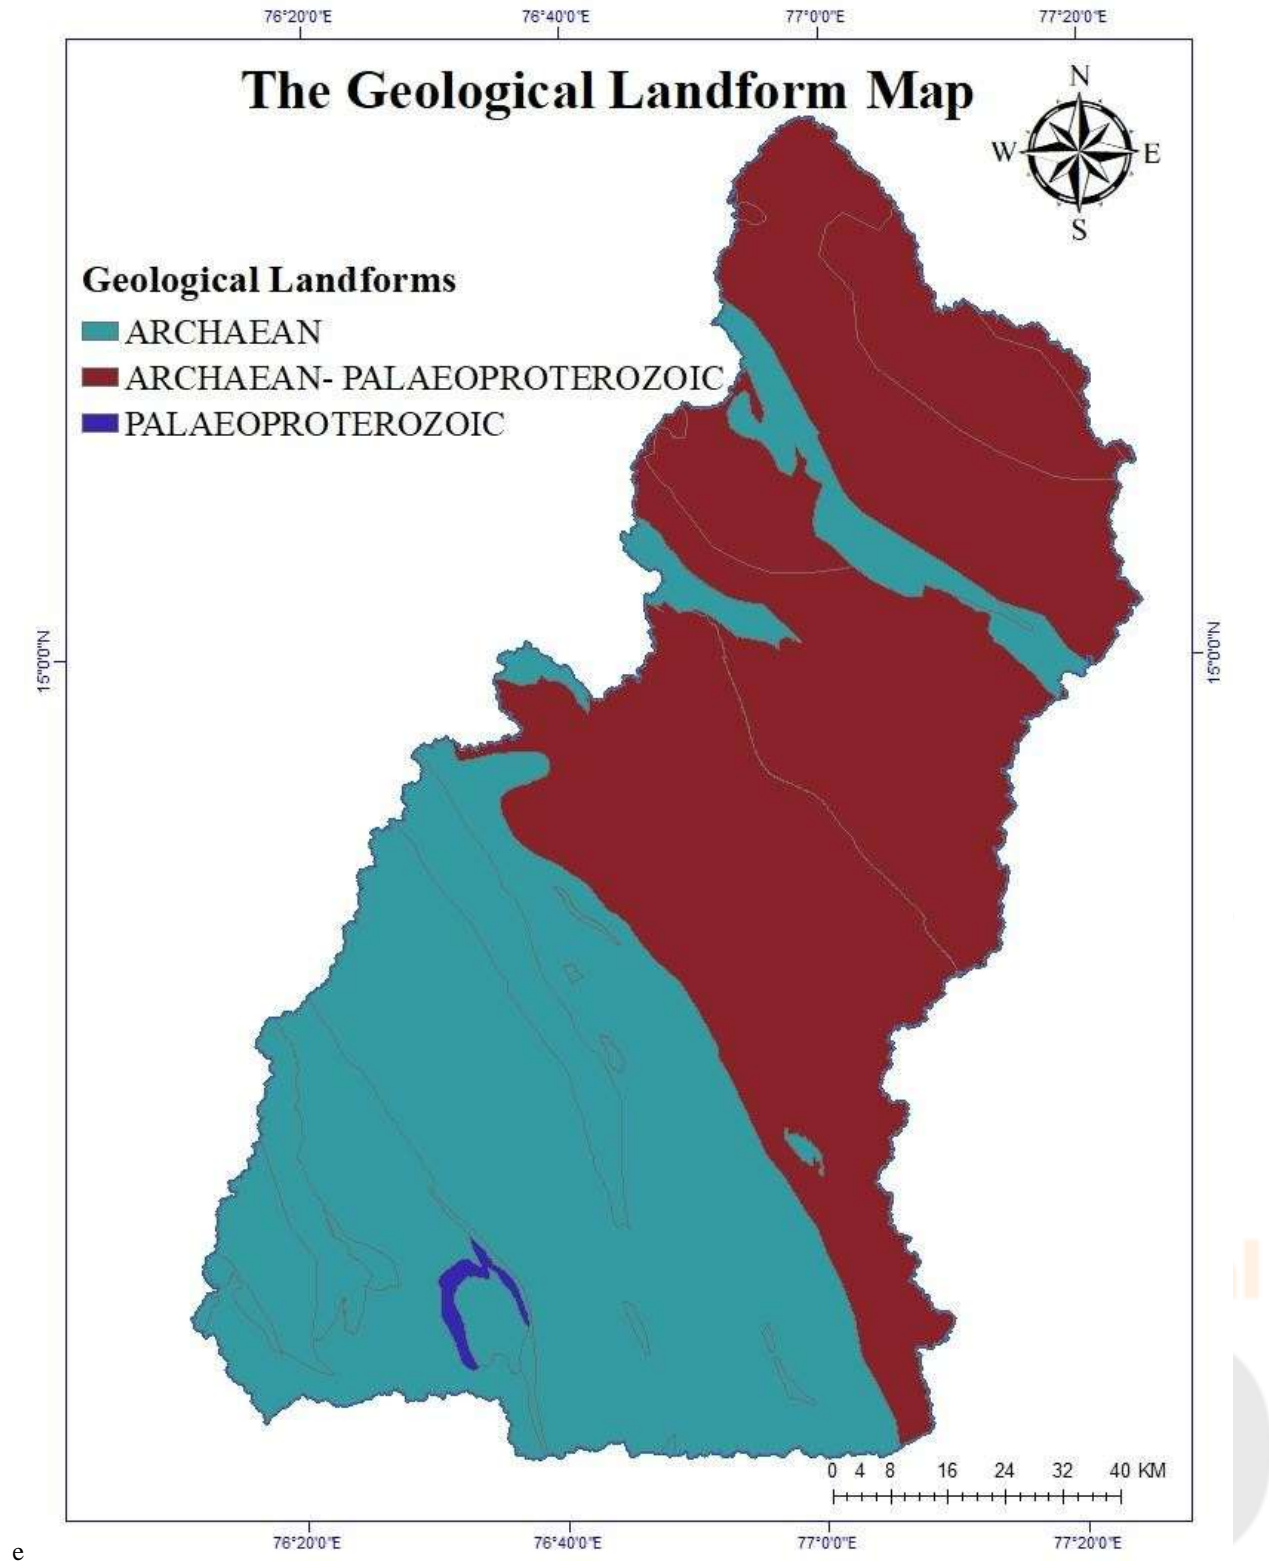 76°20'0"E 76°40'0"E 77°0'0"E 77°20'0"E
The Geological Landform Map
N
W E
S
Geological Landforms
ARCHAEAN
ARCHAEAN- PALAEOPROTEROZOIC
PALAEOPROTEROZOIC
15°0'0"N 15°0'0"N
0 4 8 16 24 32 40 KM
76°20'0"E 76°40'0"E 77°0'0"E 77°20'0"E
e